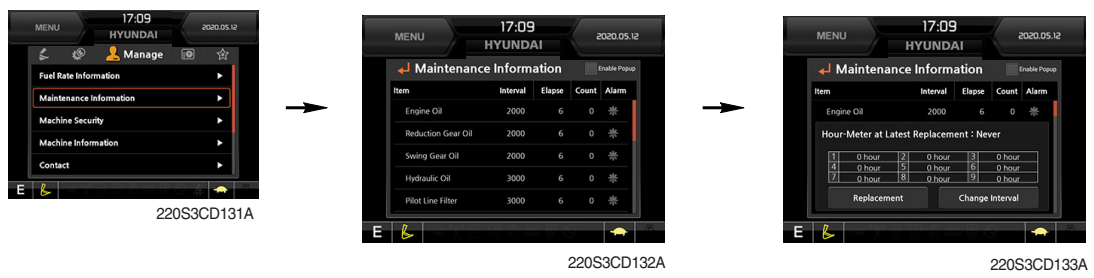 MENU
17:09
HYUNDAI
2020.05.12
Manage
Fuel Rate Information
Maintenance Information
Machine Security
Machine Information
Contact
E
220S3CD131A
MENU
17:09
HYUNDAI
2020.05.12
Maintenance Information Enable Popup
Item Interval Elapse Count Alarm
Engine Oil 2000 6 0
Reduction Gear Oil 2000 6 0
Swing Gear Oil 2000 6 0
Hydraulic Oil 3000 6 0
Pilot Line Filter 3000 6 0
E
220S3CD132A
MENU
17:09
HYUNDAI
2020.05.12
Maintenance Information Enable Popup
Item Interval Elapse Count Alarm
Engine Oil 2000 6 0
Hour-Meter at Latest Replacement : Never
1 0 hour 2 0 hour 3 0 hour
4 0 hour 5 0 hour 6 0 hour
7 0 hour 8 0 hour 9 0 hour
Replacement Change Interval
E
220S3CD133A